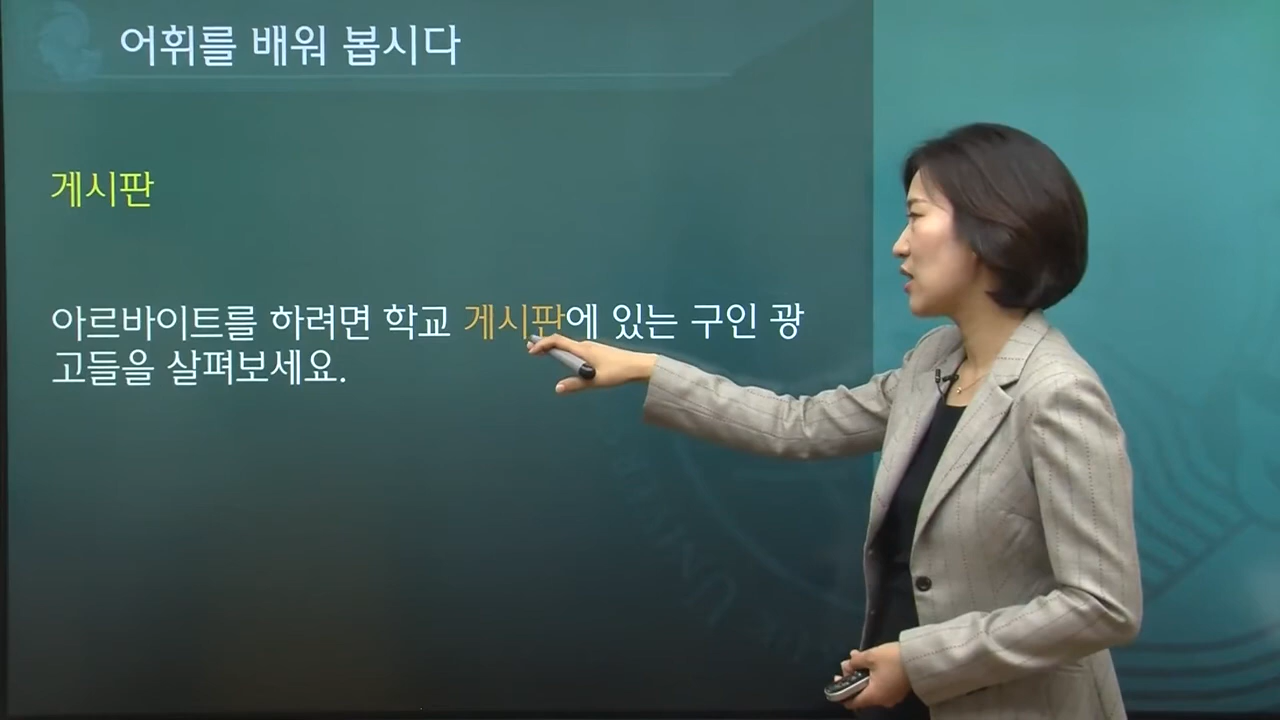 어휘를 배워 봅시다
게시판
아르바이트를 하려면 학교 게시판에 있는 구인 광
고들을 살펴보세요.